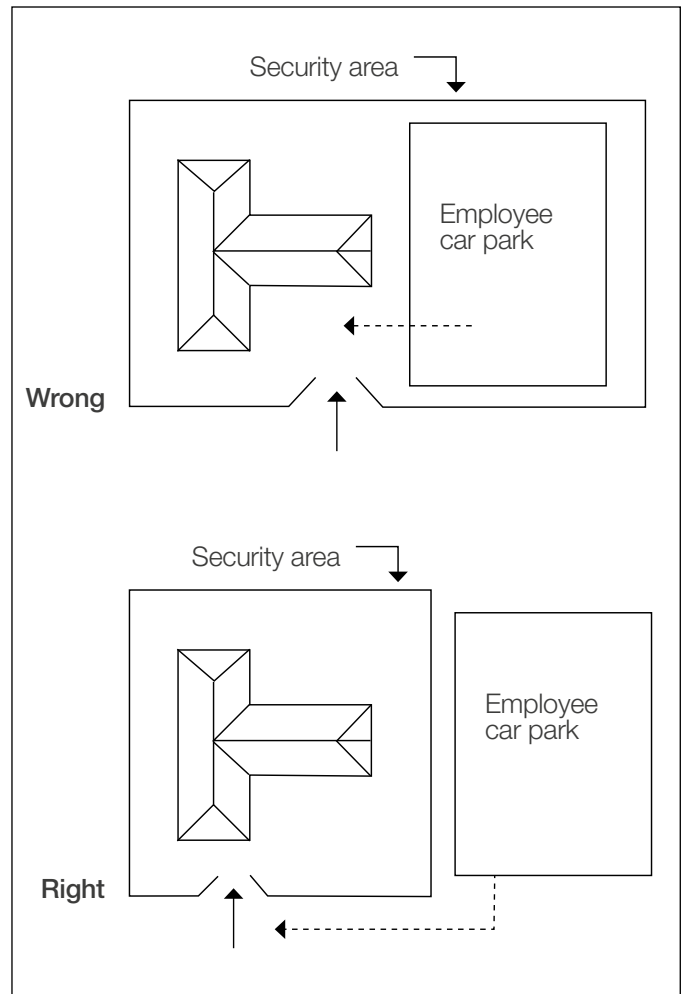 Security area
Employee
car park
Wrong
Security area
Employee
car park
Right